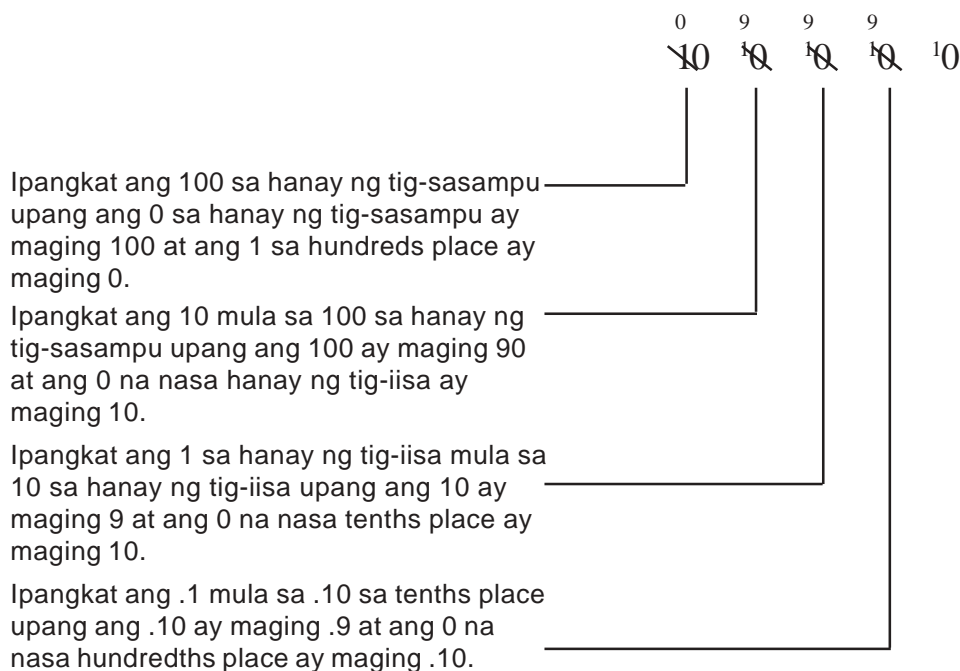 0 9 9 9
10 ¹0 ¹0 ¹0 ¹0
Ipangkat ang 100 sa hanay ng tig-sasampu
upang ang 0 sa hanay ng tig-sasampu ay
maging 100 at ang 1 sa hundreds place ay
maging 0.
Ipangkat ang 10 mula sa 100 sa hanay ng
tig-sasampu upang ang 100 ay maging 90
at ang 0 na nasa hanay ng tig-iisa ay
maging 10.
Ipangkat ang 1 sa hanay ng tig-iisa mula sa
10 sa hanay ng tig-iisa upang ang 10 ay
maging 9 at ang 0 na nasa tenths place ay
maging 10.
Ipangkat ang .1 mula sa .10 sa tenths place
upang ang .10 ay maging .9 at ang 0 na
nasa hundredths place ay maging .10.